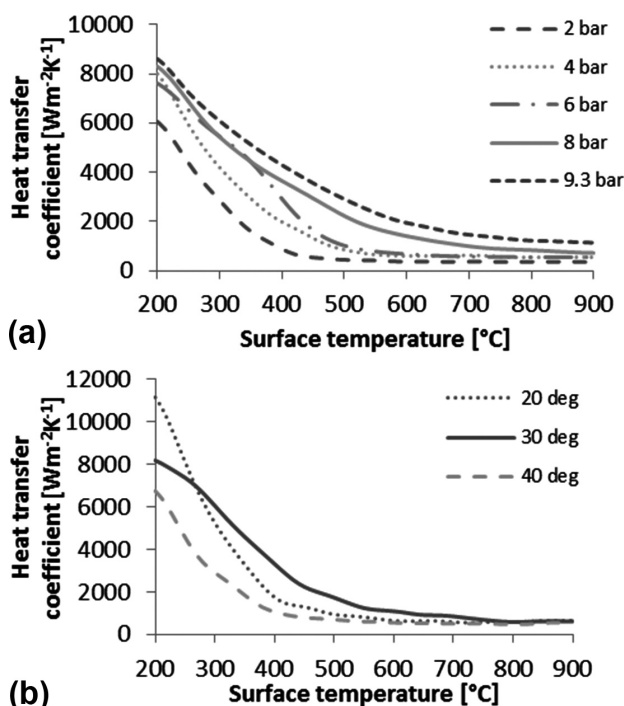 Heat transfer
coefficient [Wm⁻²K⁻¹]
10000
8000
6000
4000
2000
0
2 bar
4 bar
6 bar
8 bar
9.3 bar
200 300 400 500 600 700 800 900
(a)
Surface temperature [°C]
Heat transfer
coefficient [Wm⁻²K⁻¹]
12000
10000
8000
6000
4000
2000
0
20 deg
30 deg
40 deg
200 300 400 500 600 700 800 900
(b)
Surface temperature [°C]